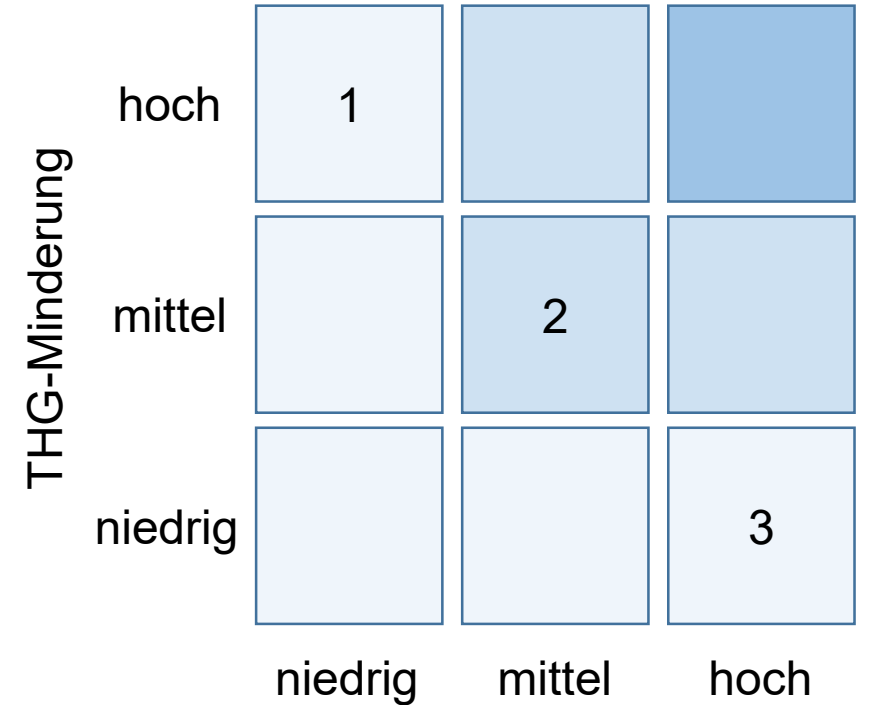 THG-Minderung
hoch
1
mittel
2
niedrig
3
niedrig mittel hoch